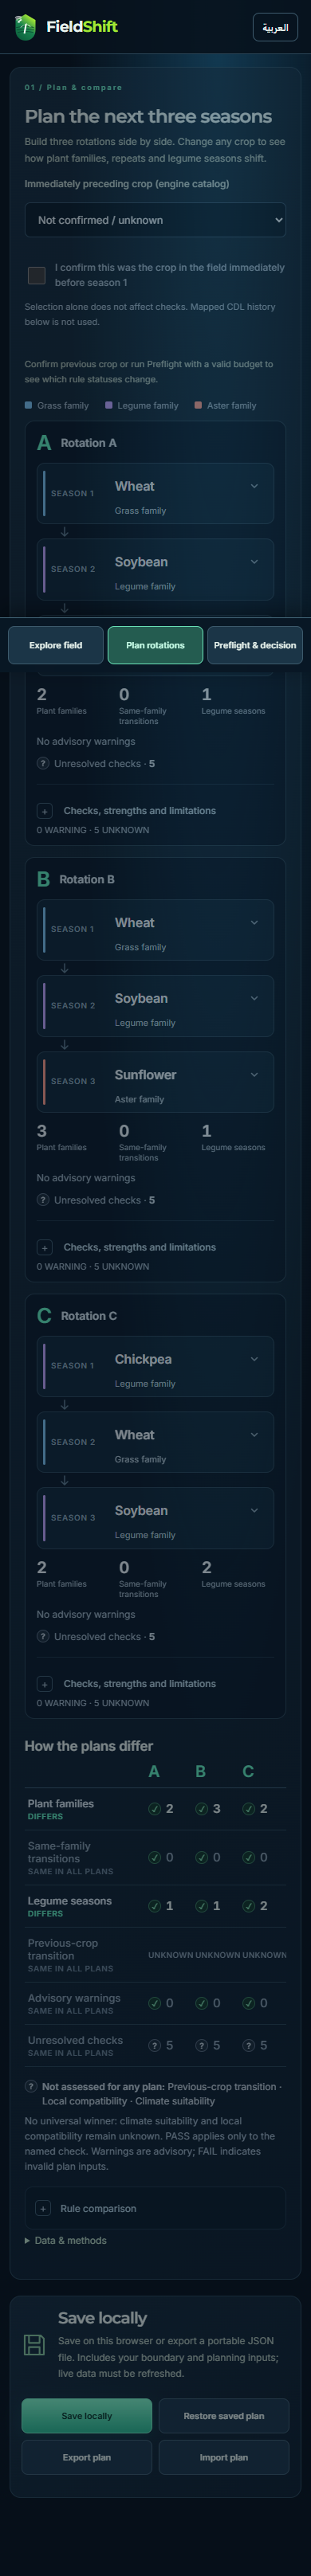 FieldShift
العربية
01 / Plan & compare
Plan the next three seasons
Build three rotations side by side. Change any crop to see
how plant families, repeats and legume seasons shift.
Immediately preceding crop (engine catalog)
Not confirmed / unknown
I confirm this was the crop in the field immediately
before season 1
Selection alone does not affect checks. Mapped CDL history
below is not used.
Confirm previous crop or run Preflight with a valid budget to
see which rule statuses change.
Grass family Legume family Aster family
A Rotation A
SEASON 1 Wheat
Grass family
↓
SEASON 2 Soybean
Legume family
↓
Explore field Plan rotations Preflight & decision
2 0 1
Plant families Same-family transitions Legume seasons
No advisory warnings
? Unresolved checks · 5
+ Checks, strengths and limitations
0 WARNING · 5 UNKNOWN
B Rotation B
SEASON 1 Wheat
Grass family
↓
SEASON 2 Soybean
Legume family
↓
SEASON 3 Sunflower
Aster family
3 0 1
Plant families Same-family transitions Legume seasons
No advisory warnings
? Unresolved checks · 5
+ Checks, strengths and limitations
0 WARNING · 5 UNKNOWN
C Rotation C
SEASON 1 Chickpea
Legume family
↓
SEASON 2 Wheat
Grass family
↓
SEASON 3 Soybean
Legume family
2 0 2
Plant families Same-family transitions Legume seasons
No advisory warnings
? Unresolved checks · 5
+ Checks, strengths and limitations
0 WARNING · 5 UNKNOWN
How the plans differ
A B C
Plant families ✓ 2 ✓ 3 ✓ 2
DIFFERS
Same-family
transitions ✓ 0 ✓ 0 ✓ 0
SAME IN ALL PLANS
Legume seasons ✓ 1 ✓ 1 ✓ 2
DIFFERS
Previous-crop
transition UNKNOWN UNKNOWN UNKNOWN
SAME IN ALL PLANS
Advisory warnings ✓ 0 ✓ 0 ✓ 0
SAME IN ALL PLANS
Unresolved checks ? 5 ? 5 ? 5
SAME IN ALL PLANS
? Not assessed for any plan: Previous-crop transition ·
Local compatibility · Climate suitability
No universal winner: climate suitability and local
compatibility remain unknown. PASS applies only to the
named check. Warnings are advisory; FAIL indicates
invalid plan inputs.
+ Rule comparison
▶ Data & methods
Save locally
Save on this browser or export a portable JSON
file. Includes your boundary and planning inputs;
live data must be refreshed.
Save locally Restore saved plan
Export plan Import plan